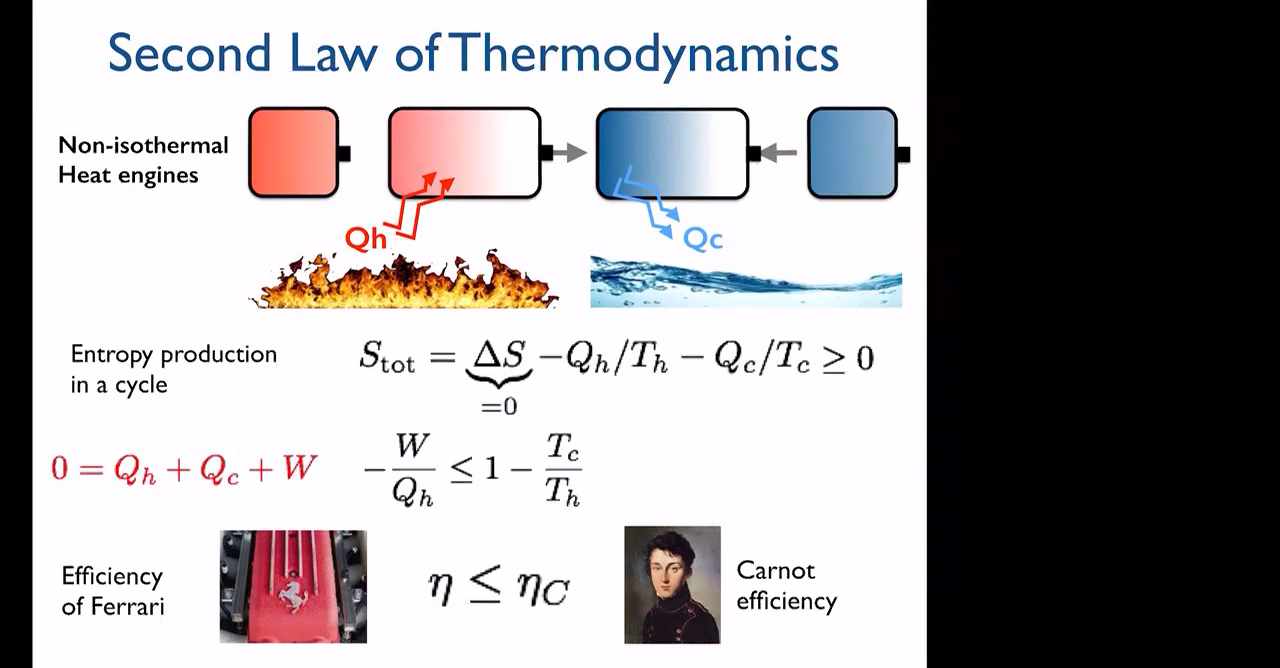 Second Law of Thermodynamics
Non-isothermal
Heat engines
Qh
Qc
Entropy production
in a cycle
S_tot = ΔS −Q_h/T_h − Q_c/T_c ≥ 0
=0
0 = Q_h + Q_c + W
−W/Q_h ≤ 1 − T_c/T_h
Efficiency
of Ferrari
η ≤ η_C
Carnot
efficiency